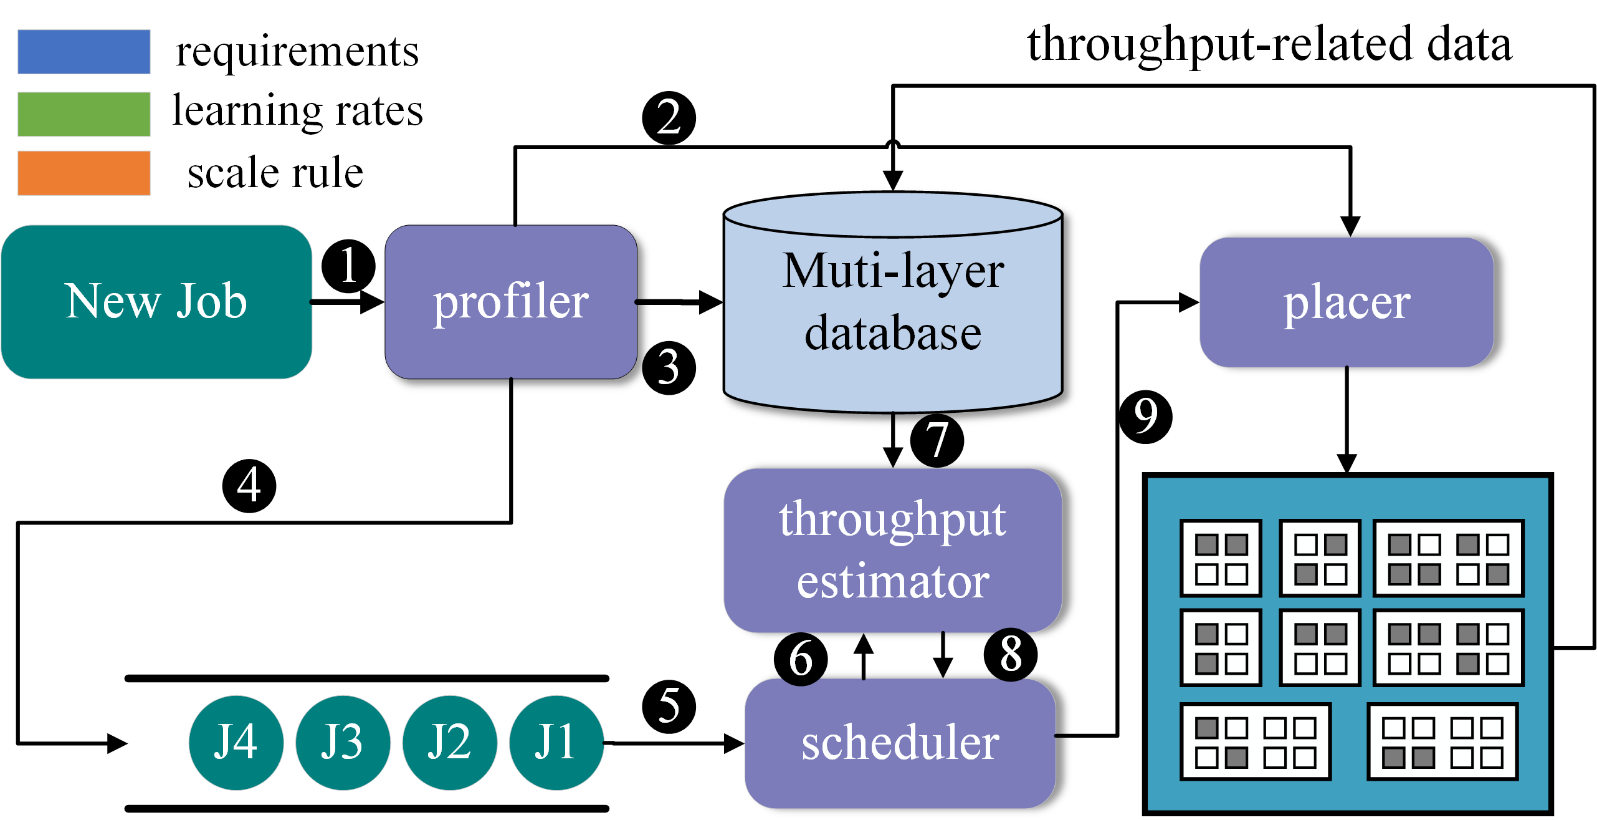 requirements
learning rates
scale rule
throughput-related data
2
New Job
1
profiler
3
Muti-layer
database
placer
9
4
7
throughput
estimator
6
8
J4
J3
J2
J1
5
scheduler